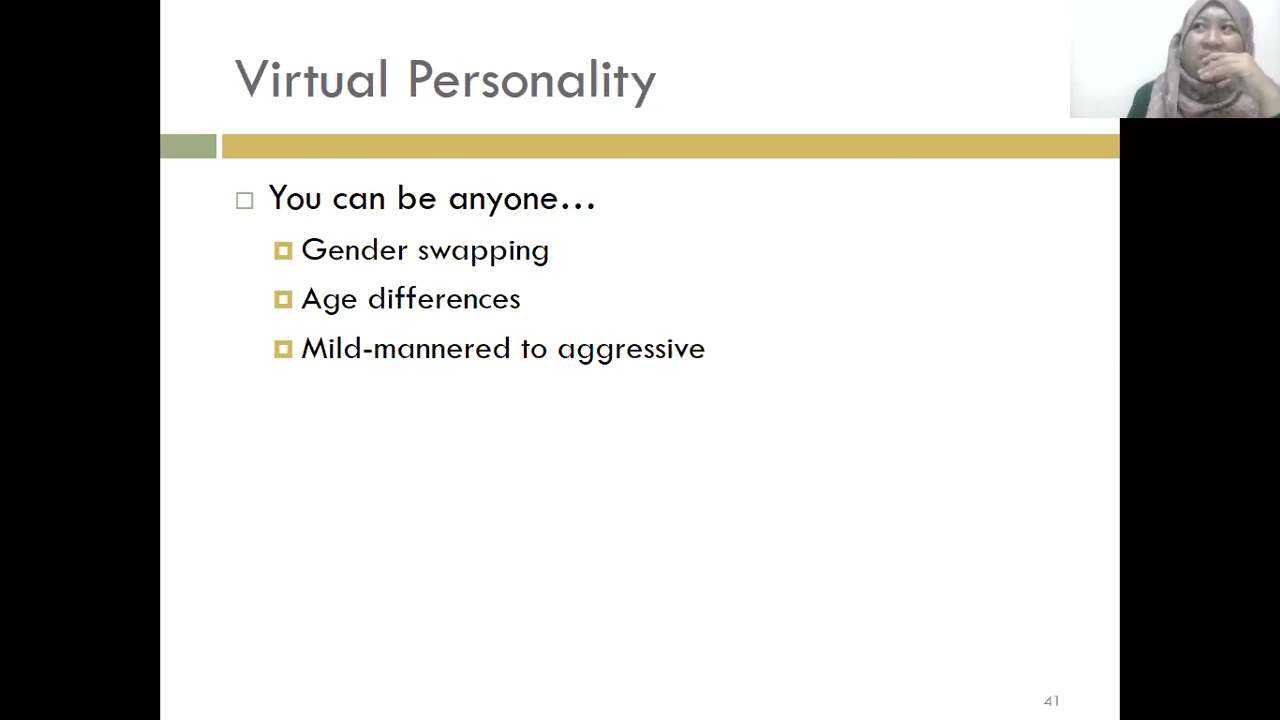 Virtual Personality
You can be anyone…
Gender swapping
Age differences
Mild-mannered to aggressive
41